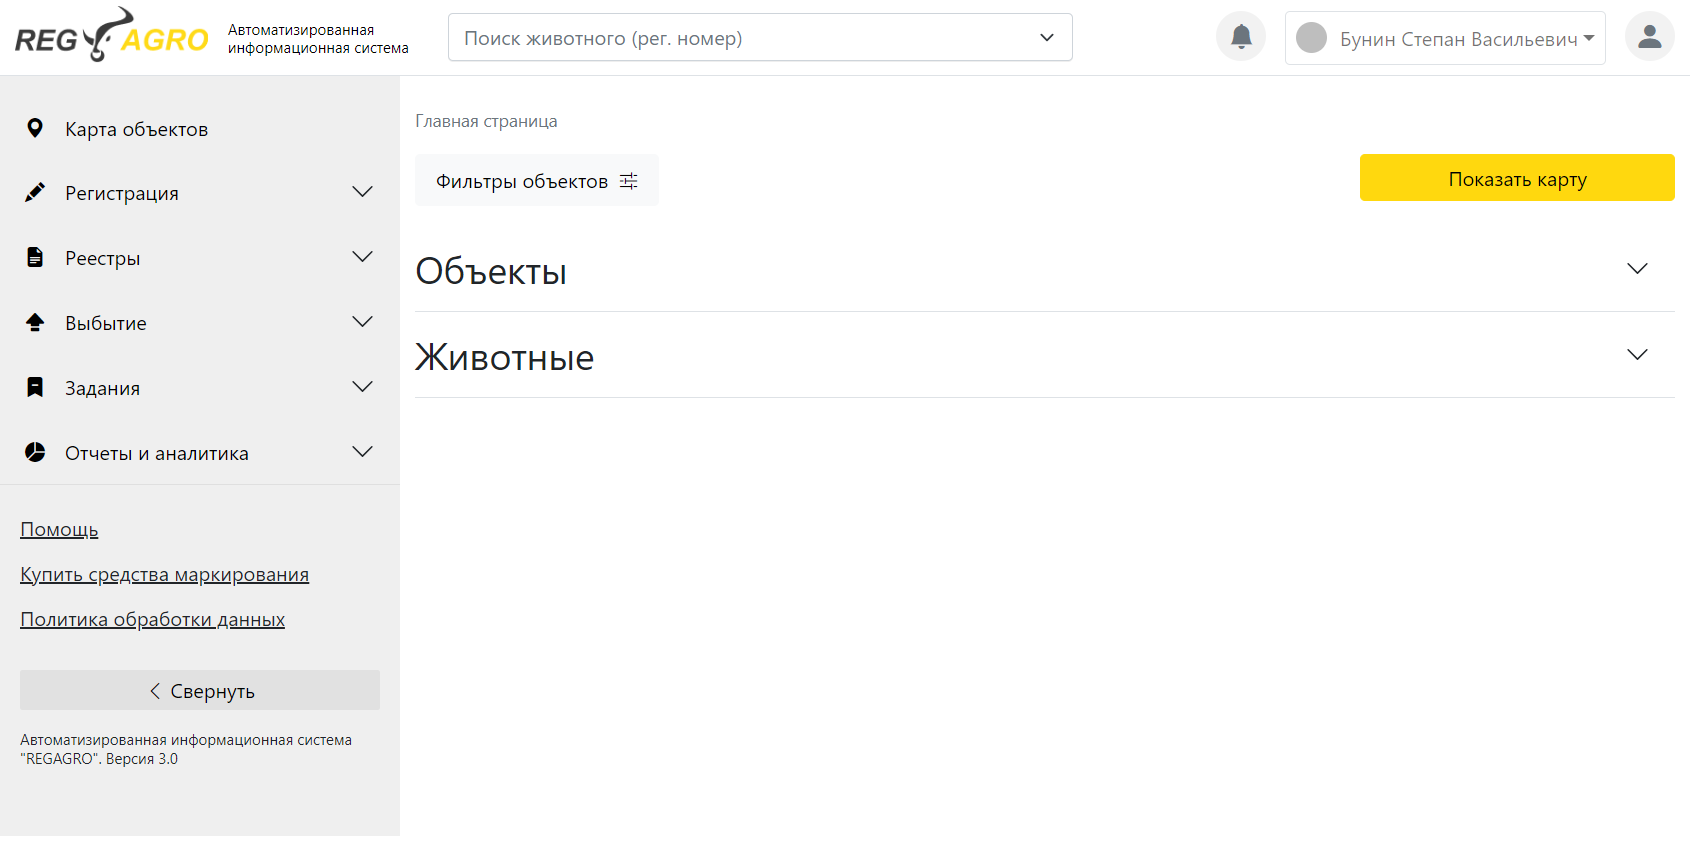 REG AGRO
Автоматизированная
информационная система
Поиск животного (рег. номер)
Бунин Степан Васильевич
Карта объектов
Регистрация
Реестры
Выбытие
Задания
Отчеты и аналитика
Помощь
Купить средства маркирования
Политика обработки данных
Свернуть
Автоматизированная информационная система
"REGAGRO". Версия 3.0
Главная страница
Фильтры объектов
Показать карту
Объекты
Животные